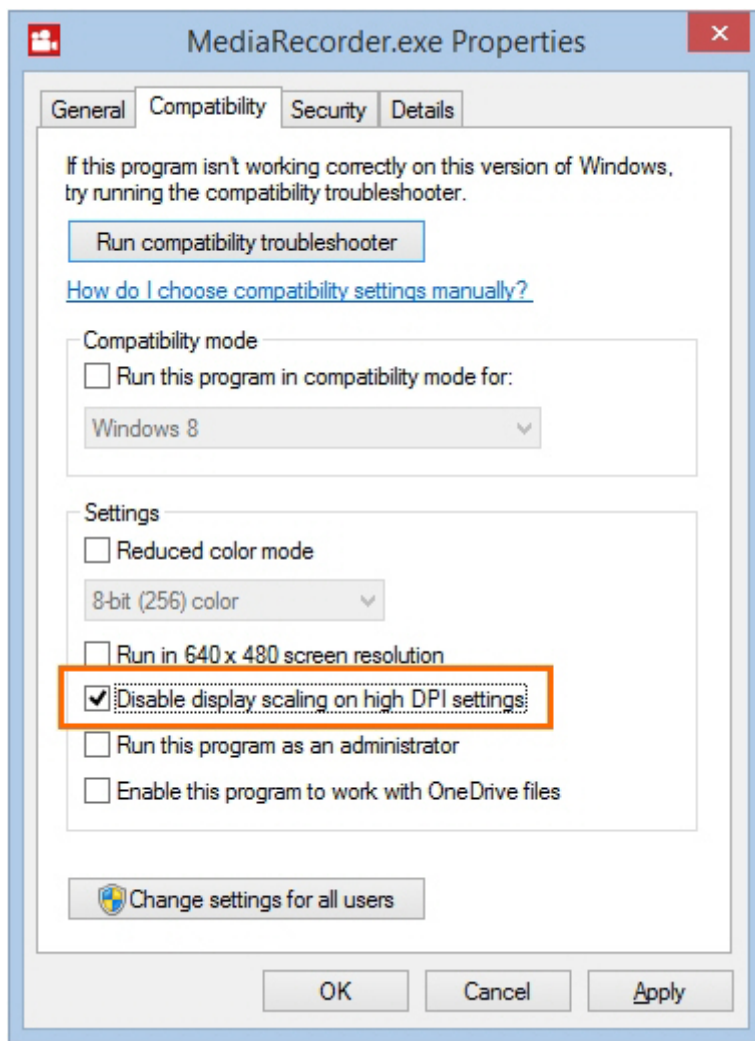 MediaRecorder.exe Properties
General Compatibility Security Details
If this program isn't working correctly on this version of Windows,
try running the compatibility troubleshooter.
Run compatibility troubleshooter
How do I choose compatibility settings manually?
Compatibility mode
Run this program in compatibility mode for:
Windows 8
Settings
Reduced color mode
8-bit (256) color
Run in 640 x 480 screen resolution
Disable display scaling on high DPI settings
Run this program as an administrator
Enable this program to work with OneDrive files
Change settings for all users
OK Cancel Apply